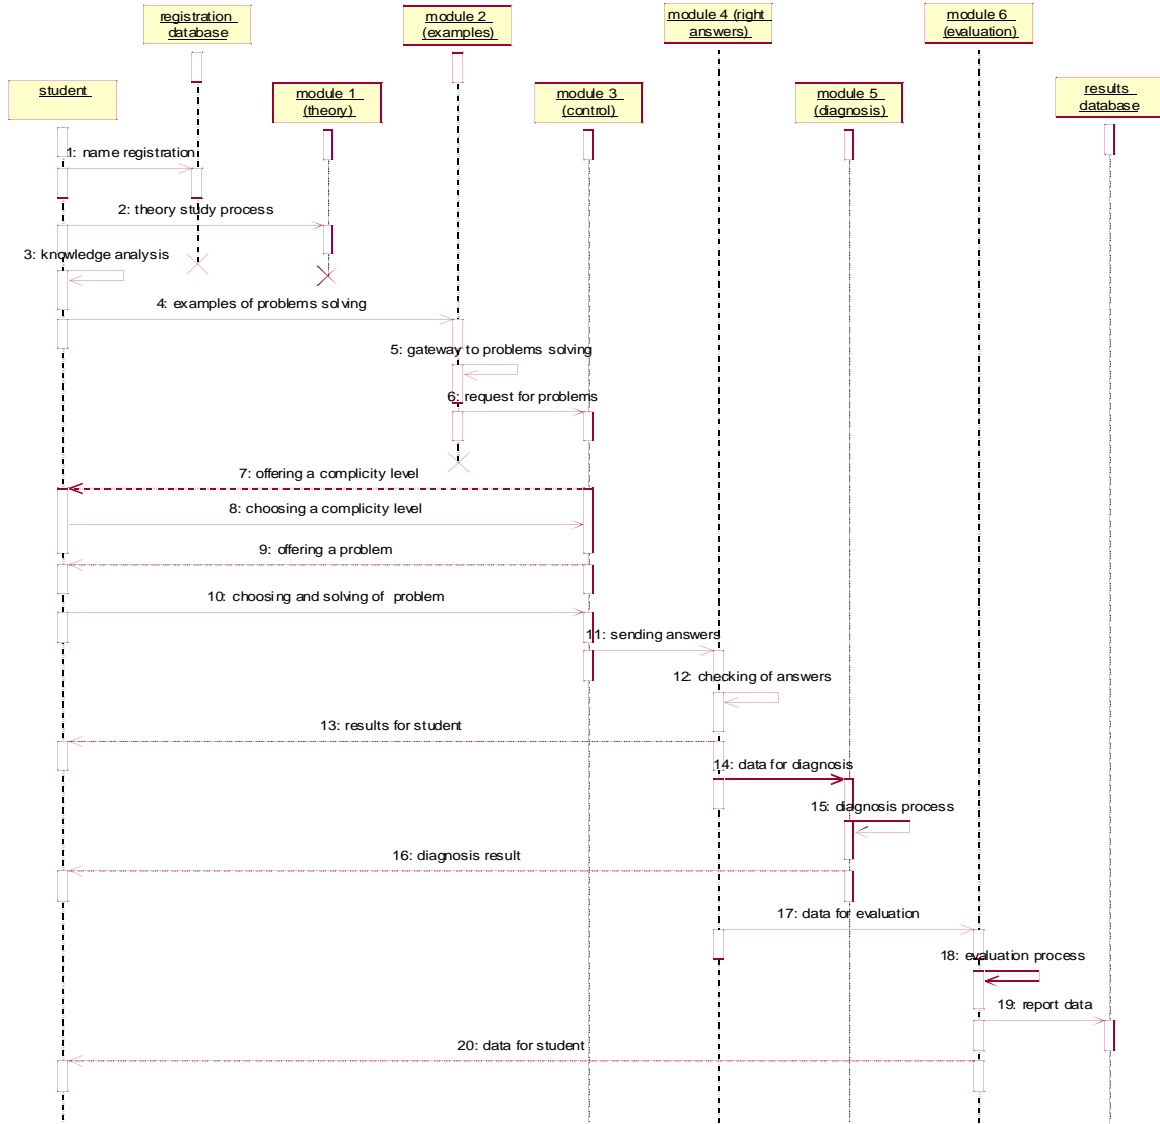 registration
database
module 2
(examples)
module 4 (right
answers)
module 6
(evaluation)
student
module 1
(theory)
module 3
(control)
module 5
(diagnosis)
results
database
1: name registration
2: theory study process
3: knowledge analysis
4: examples of problems solving
5: gateway to problems solving
6: request for problems
7: offering a complicity level
8: choosing a complicity level
9: offering a problem
10: choosing and solving of problem
11: sending answers
12: checking of answers
13: results for student
14: data for diagnosis
15: diagnosis process
16: diagnosis result
17: data for evaluation
18: evaluation process
19: report data
20: data for student